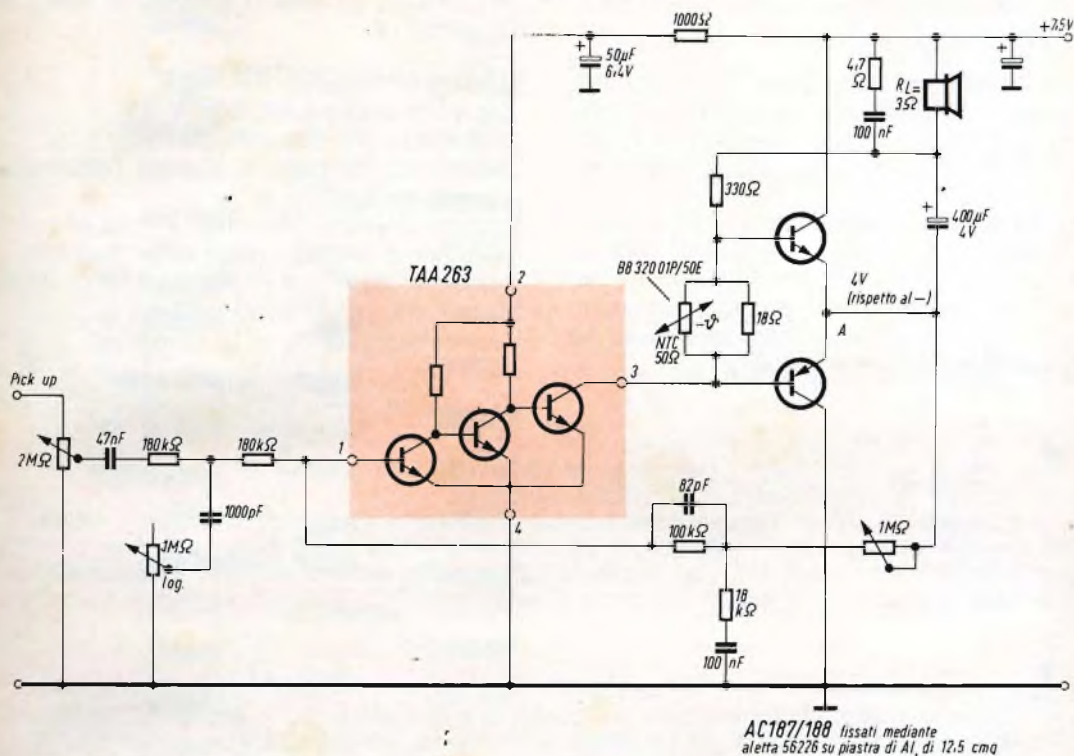 1000Ω
+7,5V
50µF
6,4V
4,7
Ω
100 nF
RL=
3Ω
330Ω
400µF
4V
TAA263
2
BB 320 01P/50E
-ϑ
NTC
50Ω
18Ω
4V
(rispetto al –)
A
3
Pick up
2MΩ
47nF
180kΩ
180kΩ
1
1000pF
1MΩ
log.
4
82pF
100kΩ
1MΩ
18
kΩ
100
nF
AC187/188 fissati mediante
aletta 56226 su piastra di Al, di 12,5 cmq